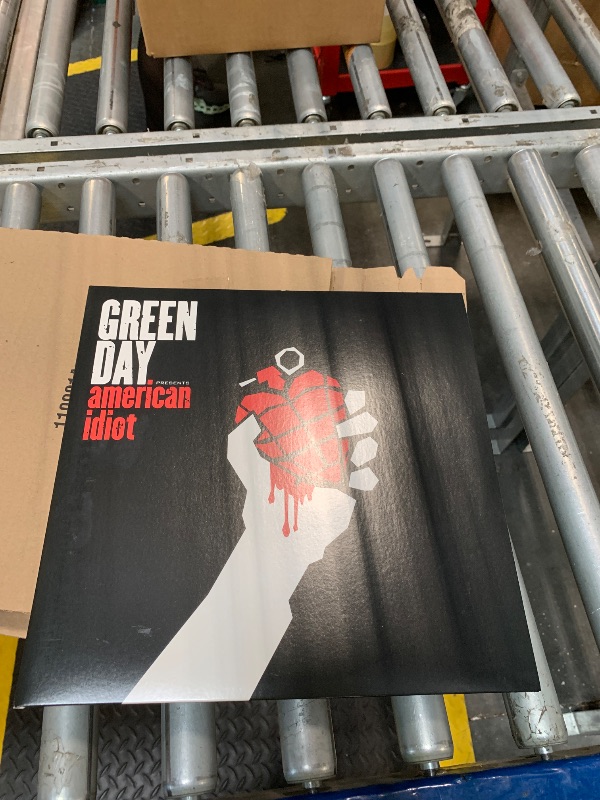 GREEN
DAY
PRESENTS
american
idiot